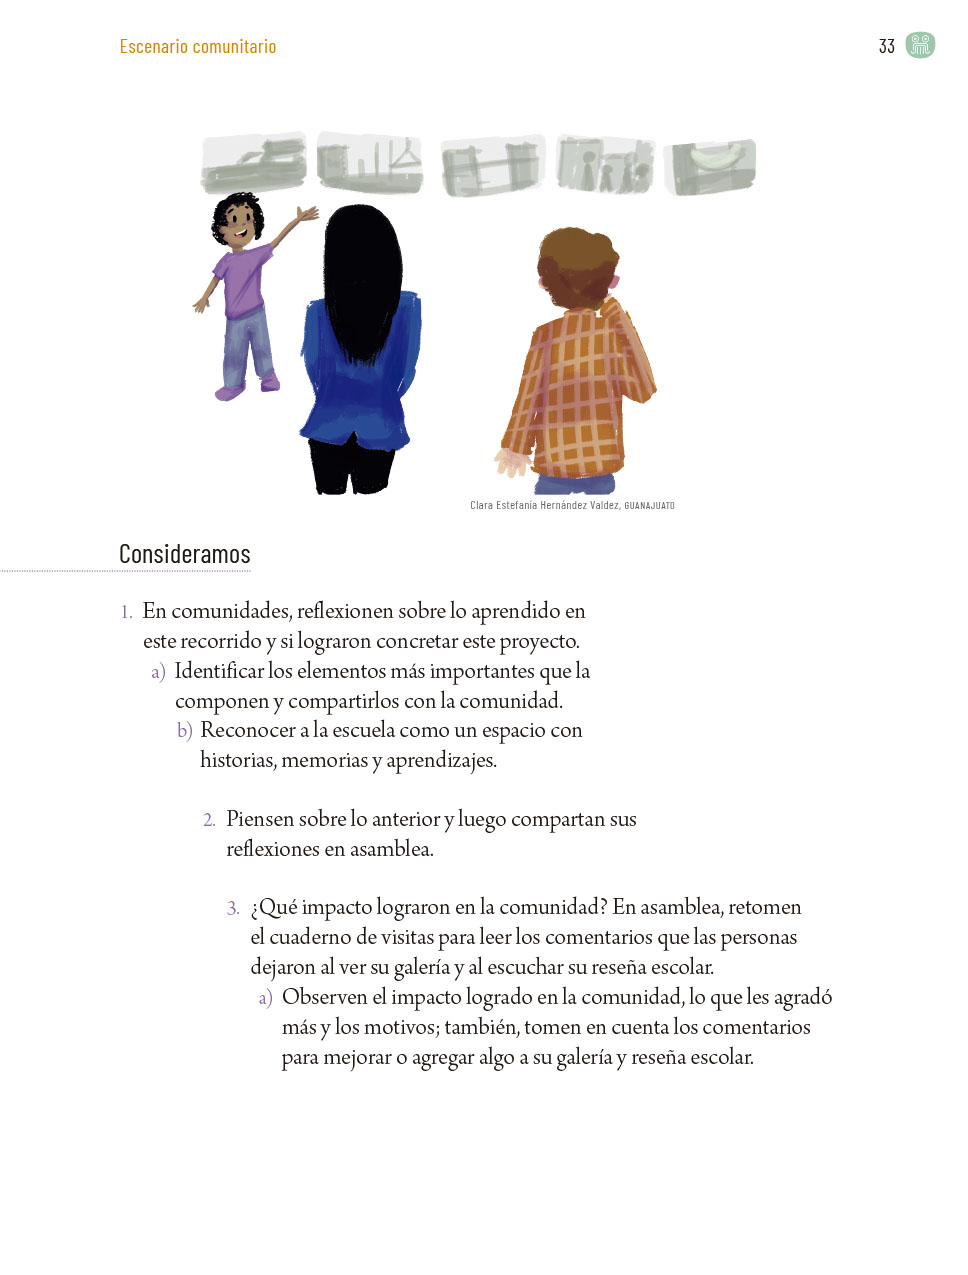 Escenario comunitario
33
Clara Estefanía Hernández Valdez, GUANAJUATO
Consideramos
1. En comunidades, reflexionen sobre lo aprendido en
este recorrido y si lograron concretar este proyecto.
a) Identificar los elementos más importantes que la
componen y compartirlos con la comunidad.
b) Reconocer a la escuela como un espacio con
historias, memorias y aprendizajes.
2. Piensen sobre lo anterior y luego compartan sus
reflexiones en asamblea.
3. ¿Qué impacto lograron en la comunidad? En asamblea, retomen
el cuaderno de visitas para leer los comentarios que las personas
dejaron al ver su galería y al escuchar su reseña escolar.
a) Observen el impacto logrado en la comunidad, lo que les agradó
más y los motivos; también, tomen en cuenta los comentarios
para mejorar o agregar algo a su galería y reseña escolar.